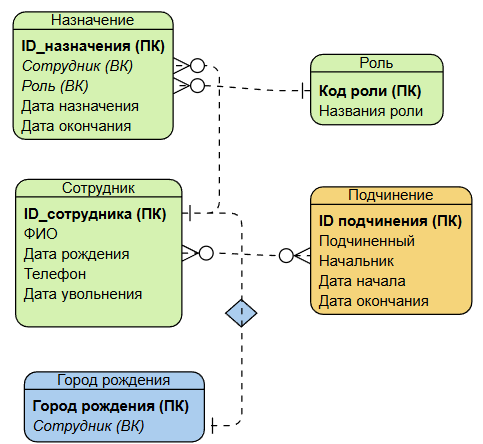 Назначение
ID_назначения (ПК)
Сотрудник (ВК)
Роль (ВК)
Дата назначения
Дата окончания
Роль
Код роли (ПК)
Названия роли
Сотрудник
ID_сотрудника (ПК)
ФИО
Дата рождения
Телефон
Дата увольнения
Подчинение
ID подчинения (ПК)
Подчиненный
Начальник
Дата начала
Дата окончания
Город рождения
Город рождения (ПК)
Сотрудник (ВК)